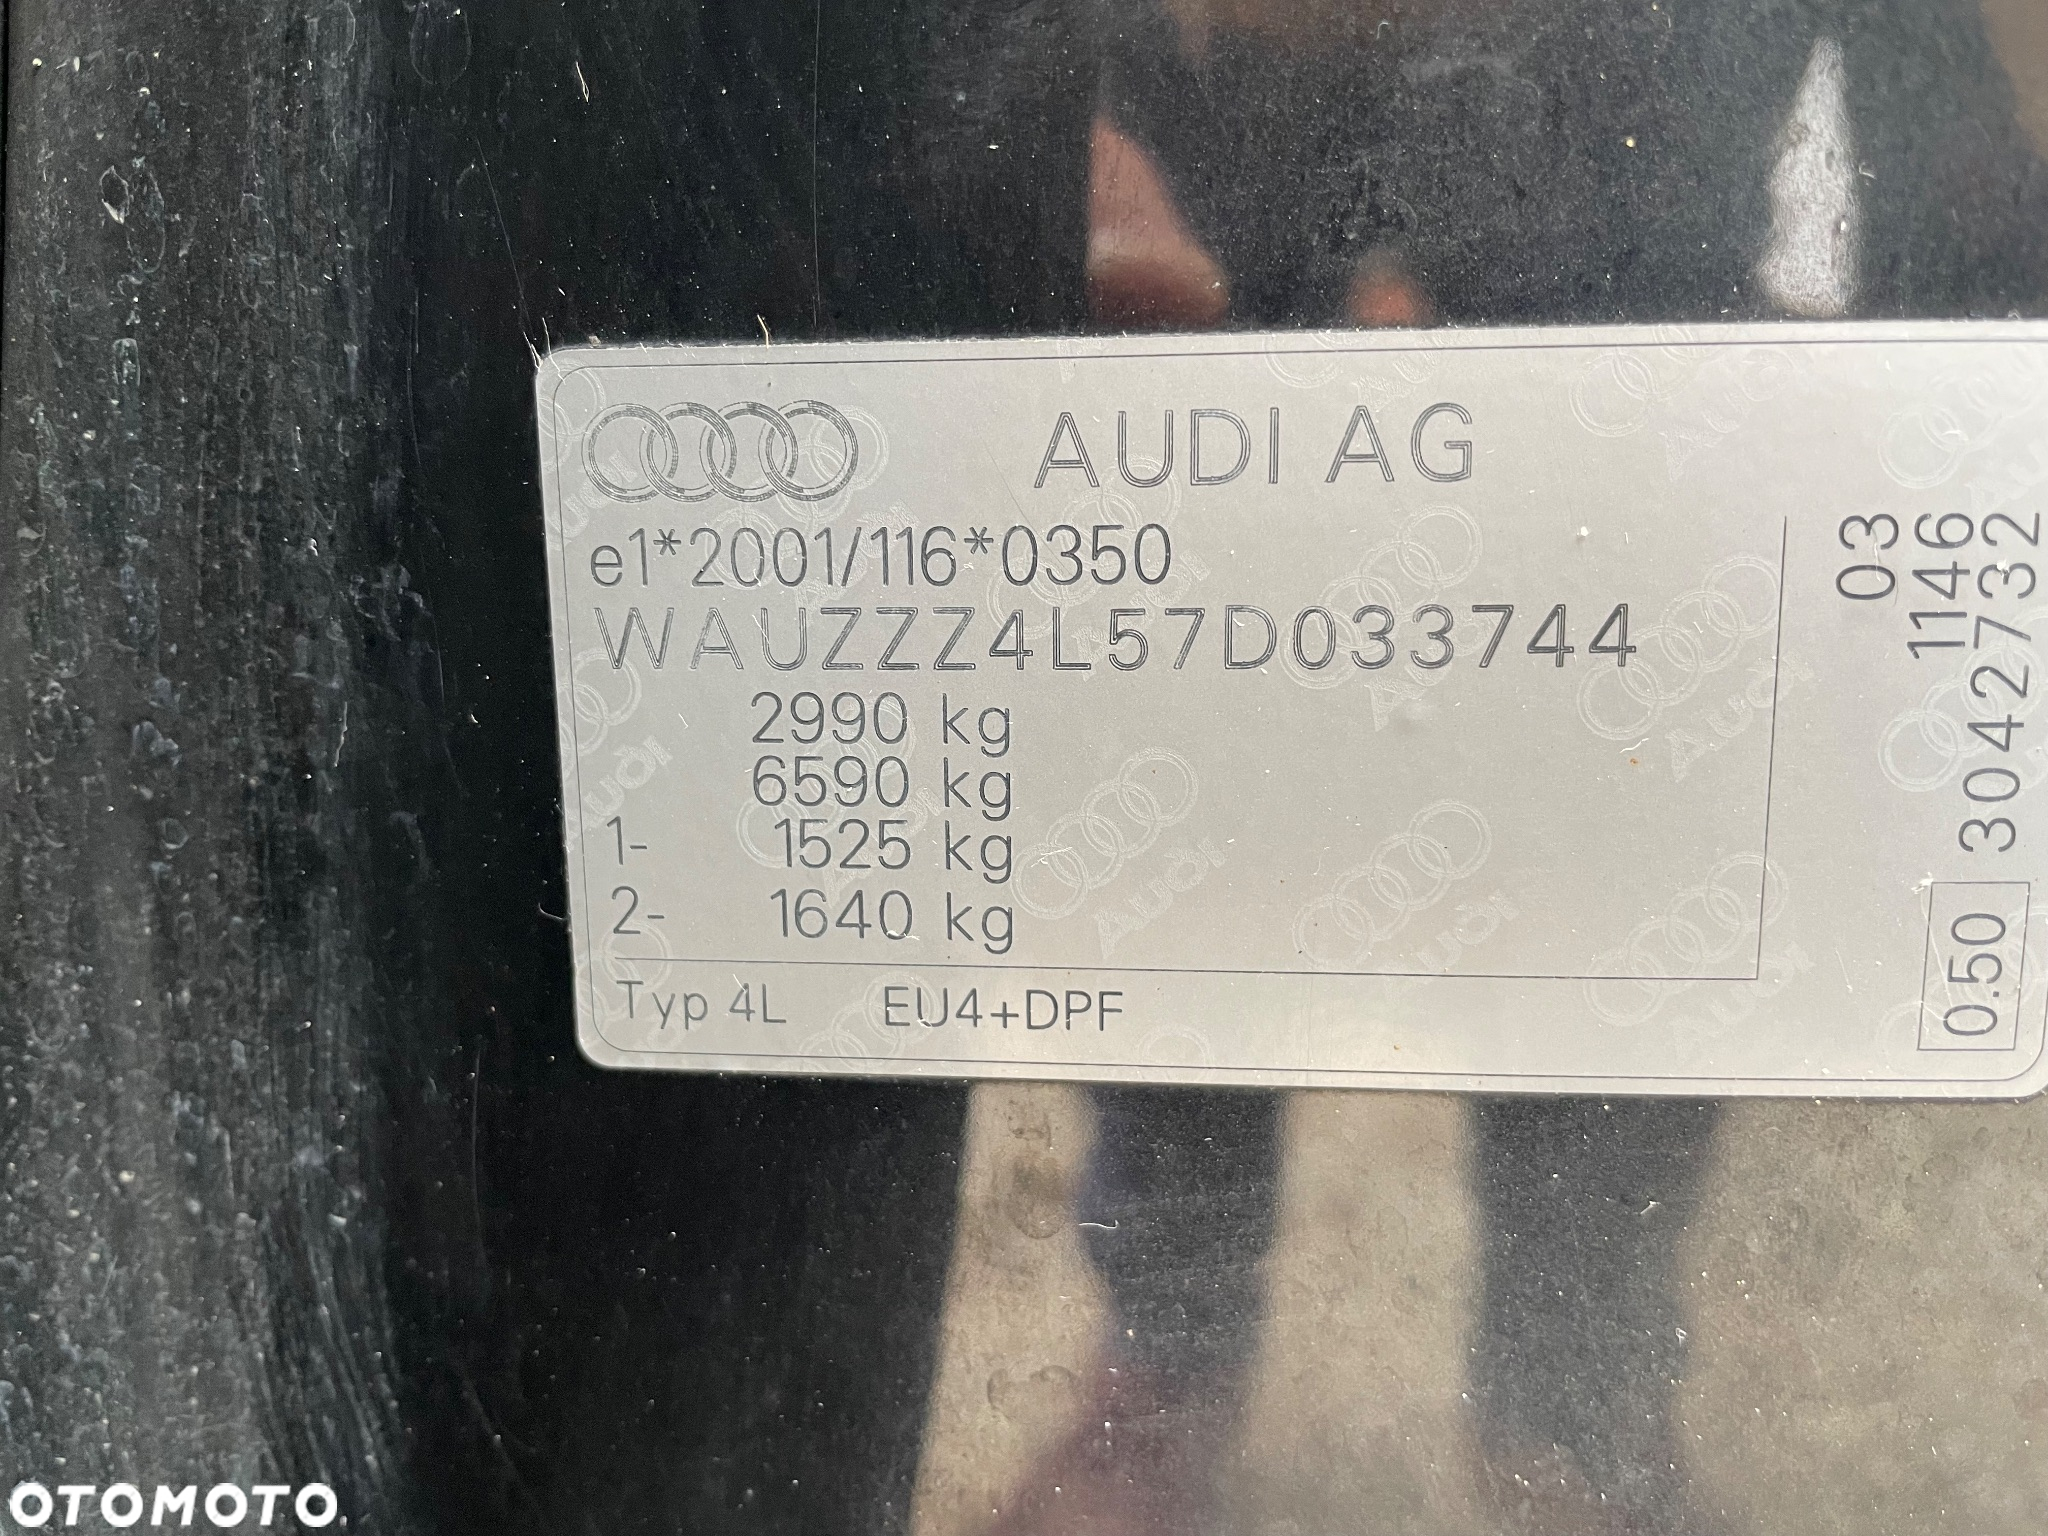 AUDI AG
e1*2001/116*0350
WAUZZZ4L57D033744
2990 kg
6590 kg
1- 1525 kg
2- 1640 kg
Typ 4L EU4+DPF
03
1146
3042732
0.50
OTOMOTO